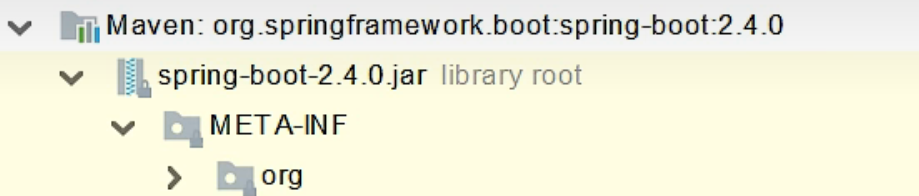 Maven: org.springframework.boot:spring-boot:2.4.0
spring-boot-2.4.0.jar library root
META-INF
org